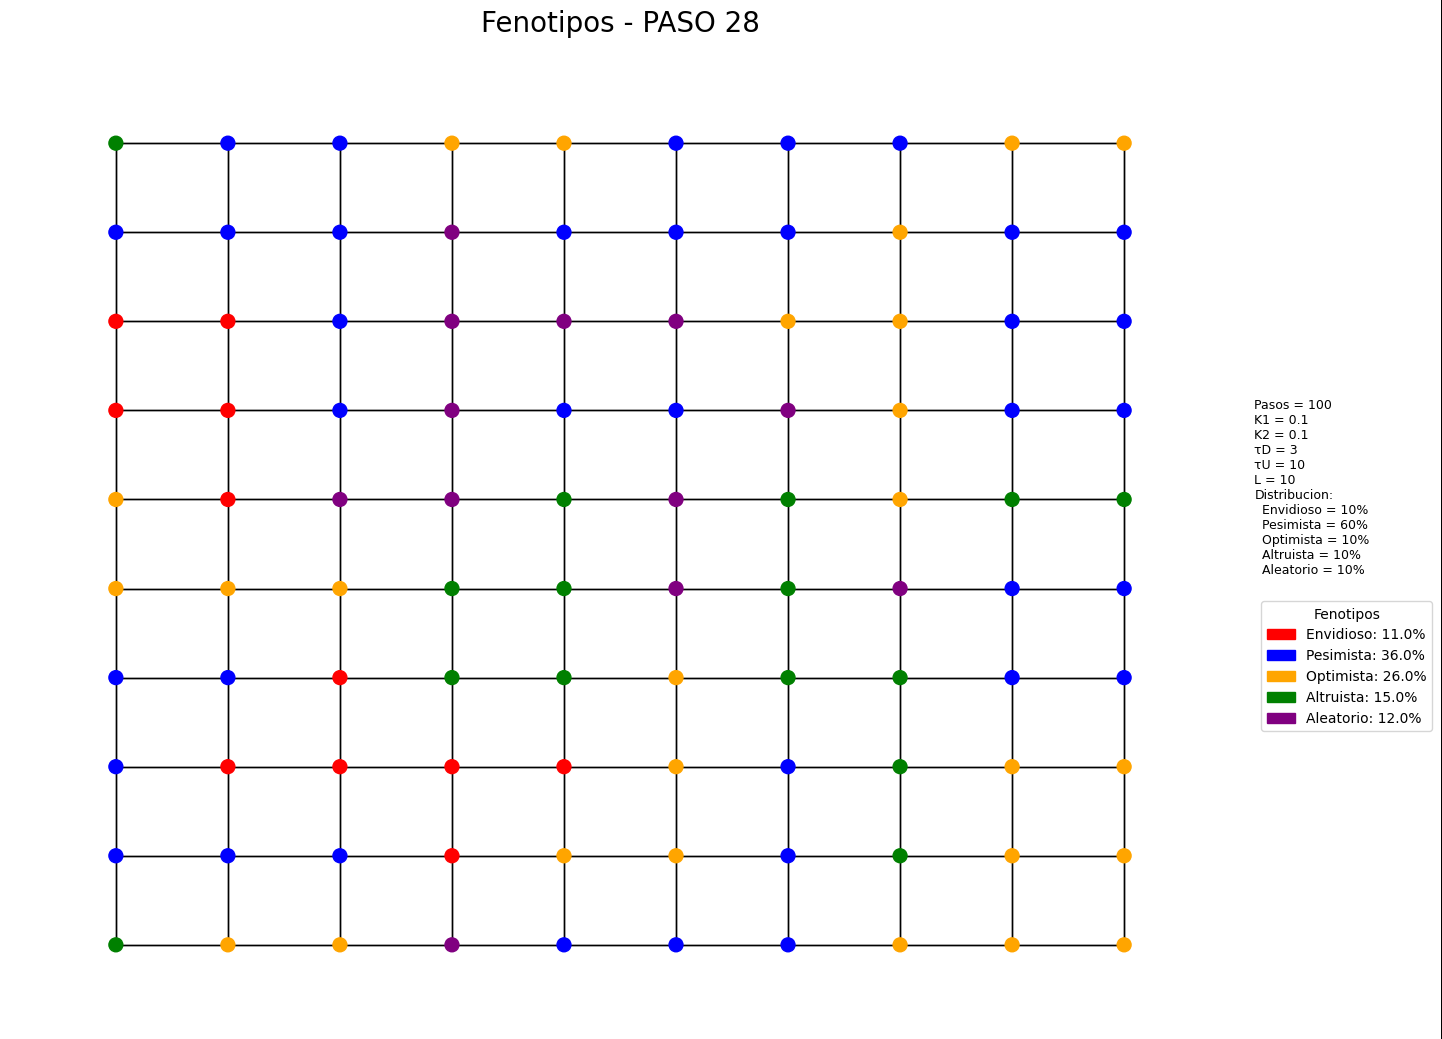 Fenotipos - PASO 28
Pasos = 100
K1 = 0.1
K2 = 0.1
τD = 3
τU = 10
L = 10
Distribucion:
Envidioso = 10%
Pesimista = 60%
Optimista = 10%
Altruista = 10%
Aleatorio = 10%
Fenotipos
Envidioso: 11.0%
Pesimista: 36.0%
Optimista: 26.0%
Altruista: 15.0%
Aleatorio: 12.0%